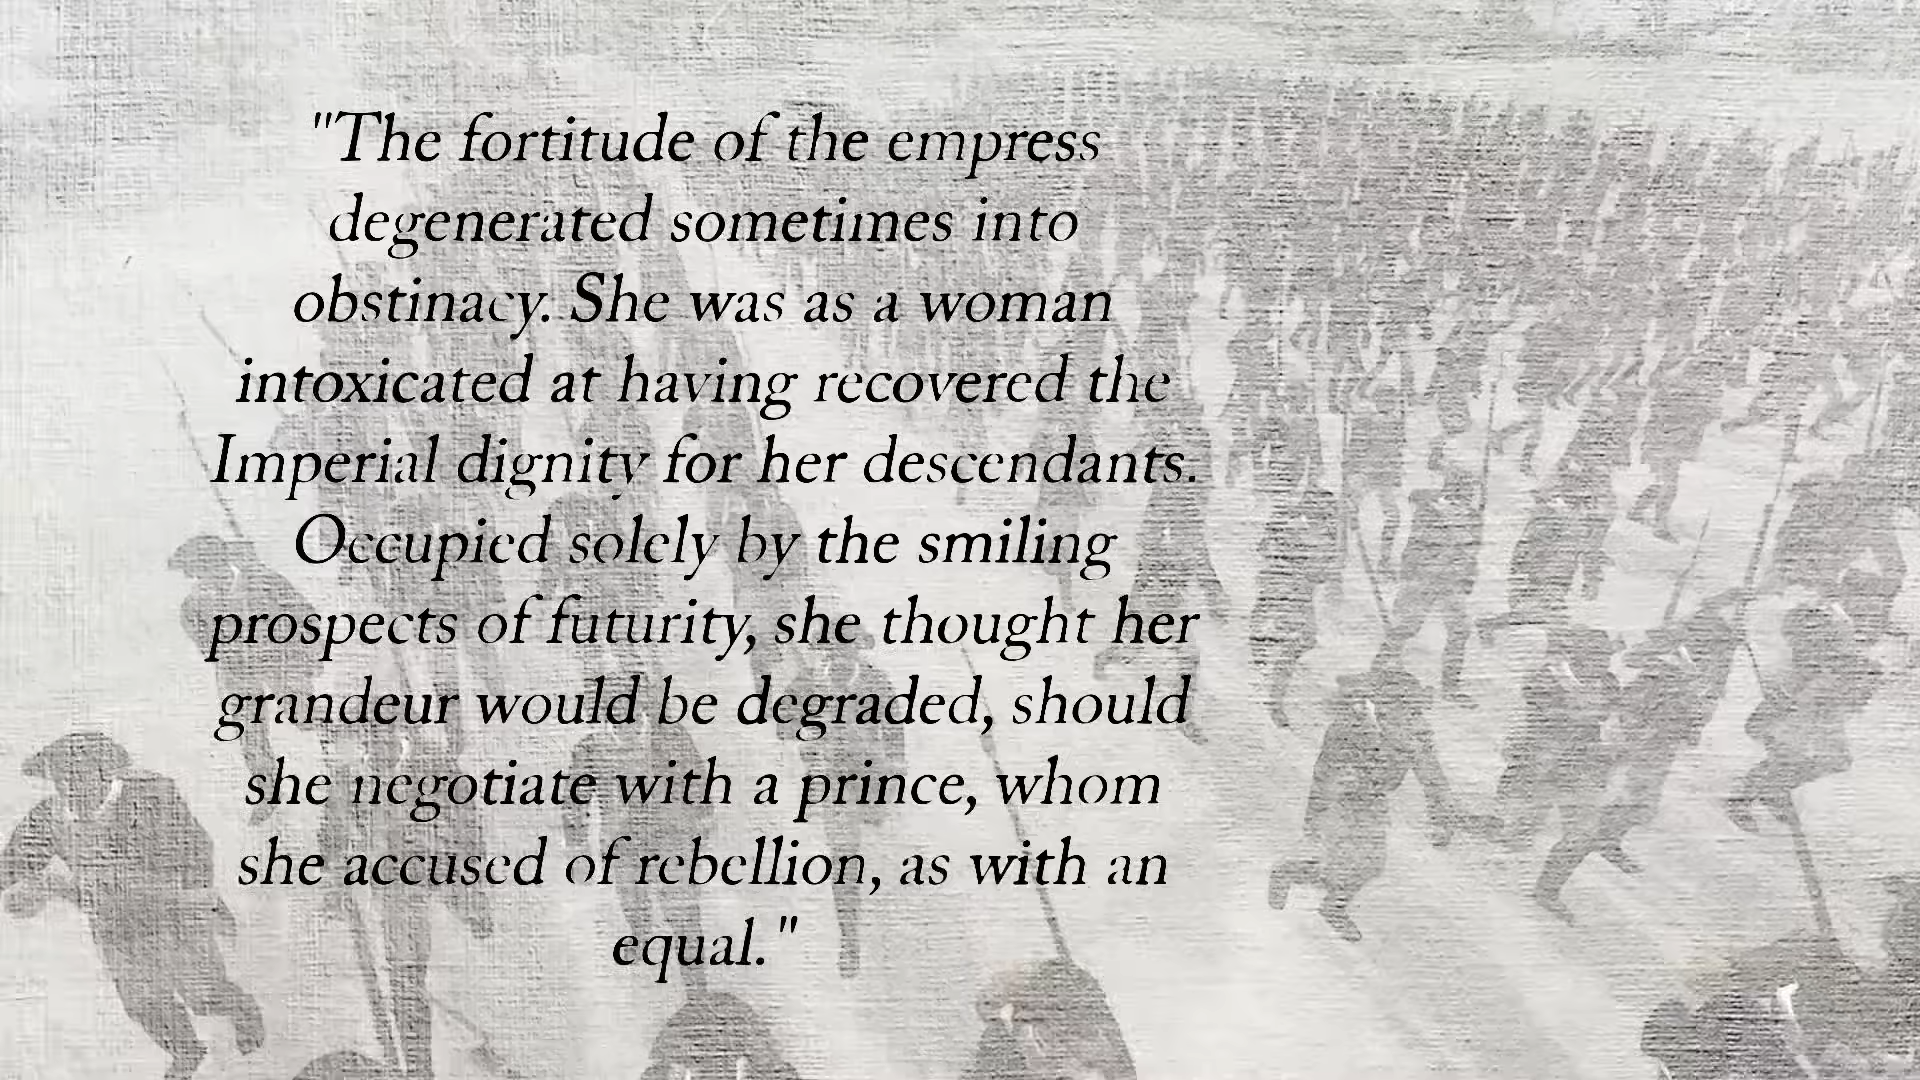 "The fortitude of the empress
degenerated sometimes into
obstinacy. She was as a woman
intoxicated at having recovered the
Imperial dignity for her descendants.
Occupied solely by the smiling
prospects of futurity, she thought her
grandeur would be degraded, should
she negotiate with a prince, whom
she accused of rebellion, as with an
equal."